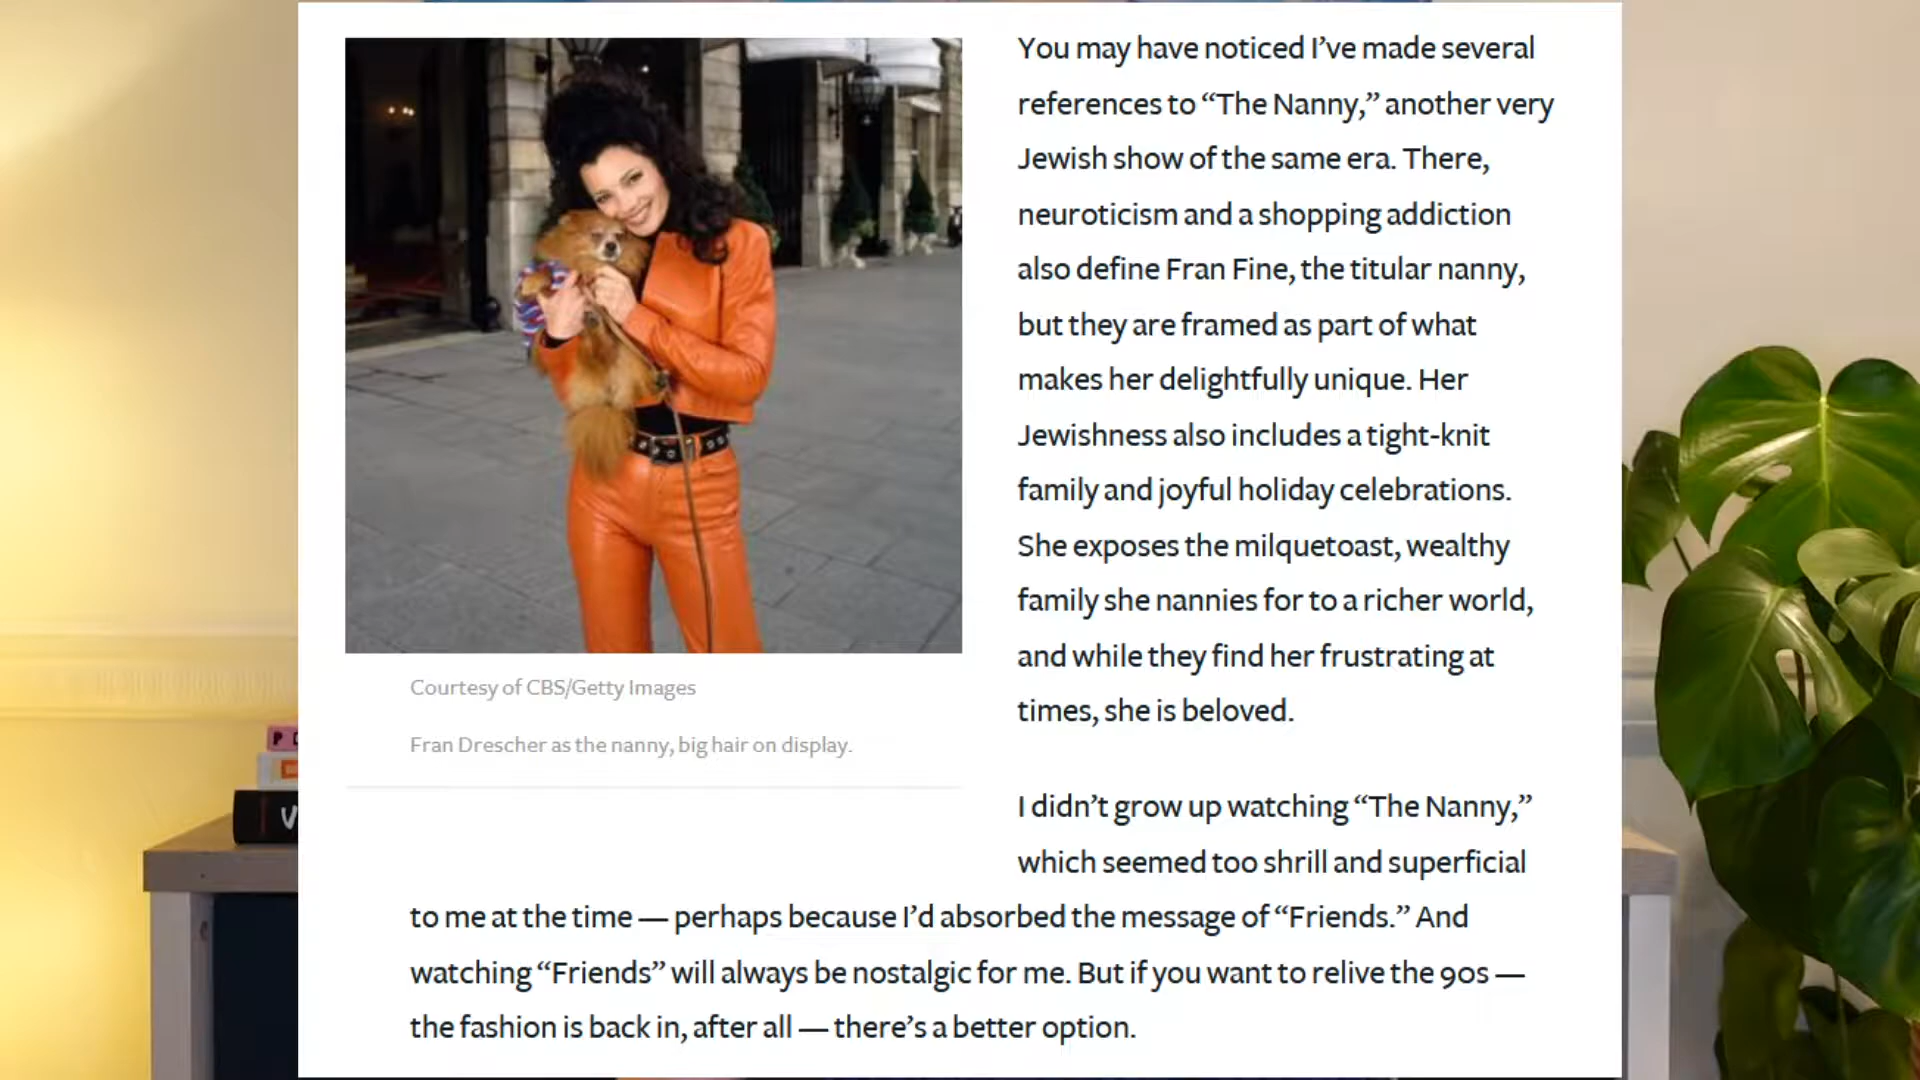 You may have noticed I’ve made several
references to “The Nanny,” another very
Jewish show of the same era. There,
neuroticism and a shopping addiction
also define Fran Fine, the titular nanny,
but they are framed as part of what
makes her delightfully unique. Her
Jewishness also includes a tight-knit
family and joyful holiday celebrations.
She exposes the milquetoast, wealthy
family she nannies for to a richer world,
and while they find her frustrating at
times, she is beloved.
Courtesy of CBS/Getty Images
Fran Drescher as the nanny, big hair on display.
I didn’t grow up watching “The Nanny,”
which seemed too shrill and superficial
to me at the time — perhaps because I’d absorbed the message of “Friends.” And
watching “Friends” will always be nostalgic for me. But if you want to relive the 90s —
the fashion is back in, after all — there’s a better option.